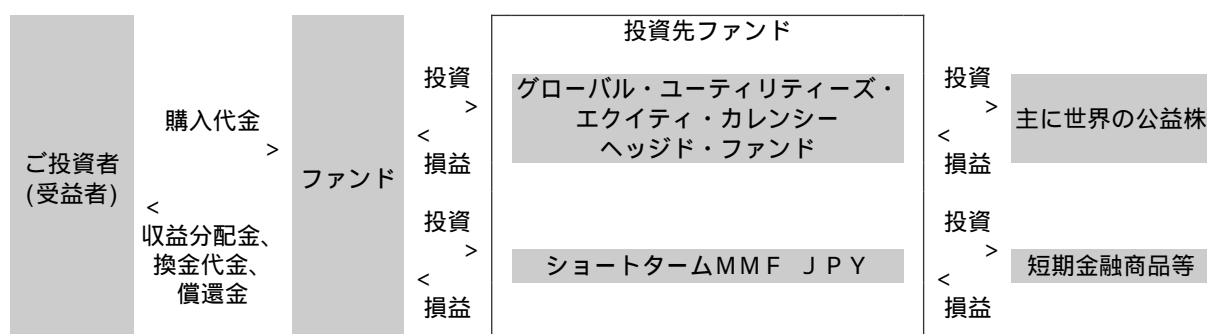 投資先ファンド
ご投資者
(受益者)
購入代金
>
<
収益分配金、
換金代金、
償還金
ファンド
投資
>
<
損益
グローバル・ユーティリティーズ・
エクイティ・カレンシー
ヘッジド・ファンド
投資
>
<
損益
主に世界の公益株
投資
>
<
損益
ショートタームＭＭＦ　ＪＰＹ
投資
>
<
損益
短期金融商品等